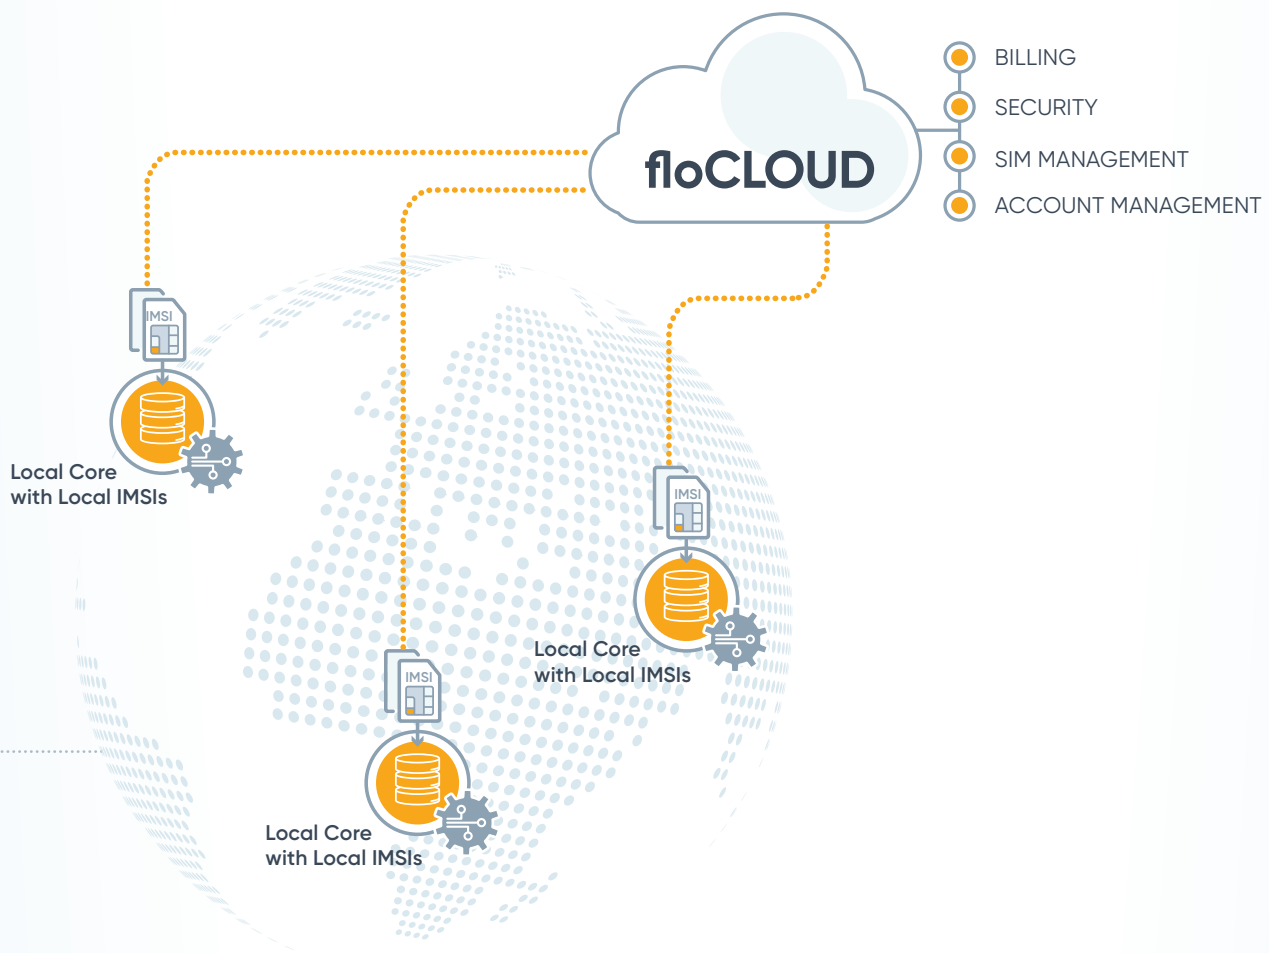 floCLOUD
BILLING
SECURITY
SIM MANAGEMENT
ACCOUNT MANAGEMENT
IMSI
Local Core
with Local IMSIs
IMSI
Local Core
with Local IMSIs
IMSI
Local Core
with Local IMSIs